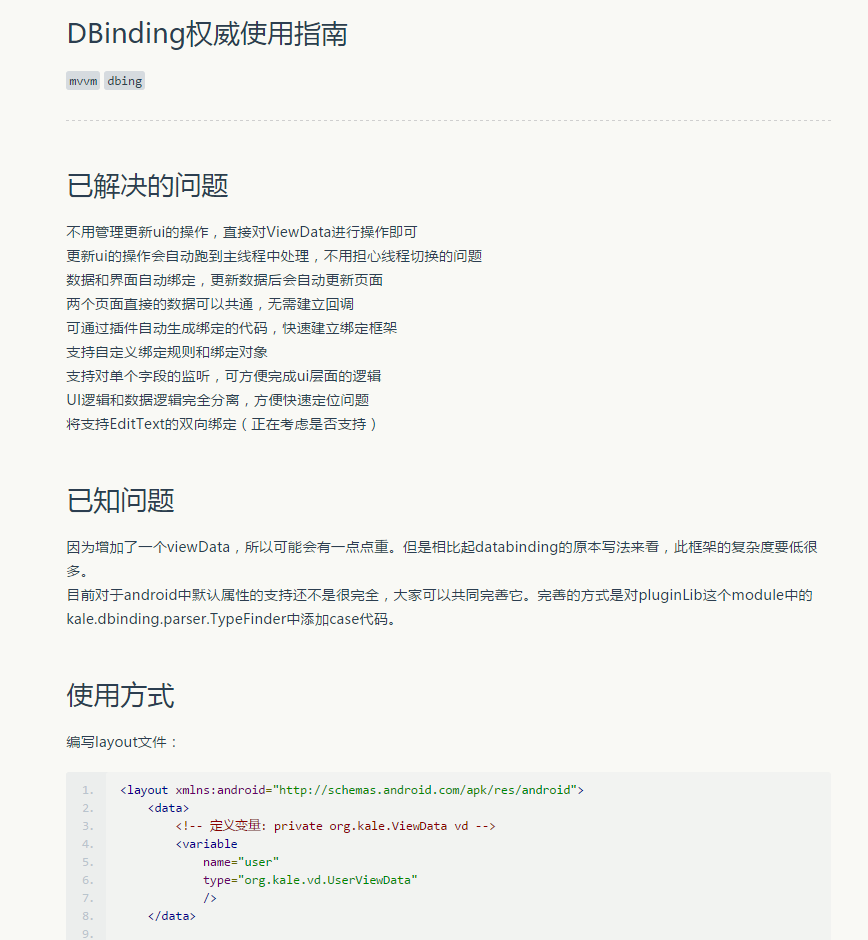 DBinding权威使用指南
mvvm dbing
已解决的问题
不用管理更新ui的操作，直接对ViewData进行操作即可
更新ui的操作会自动跑到主线程中处理，不用担心线程切换的问题
数据和界面自动绑定，更新数据后会自动更新页面
两个页面直接的数据可以共通，无需建立回调
可通过插件自动生成绑定的代码，快速建立绑定框架
支持自定义绑定规则和绑定对象
支持对单个字段的监听，可方便完成ui层面的逻辑
UI逻辑和数据逻辑完全分离，方便快速定位问题
将支持EditText的双向绑定（正在考虑是否支持）
已知问题
因为增加了一个viewData，所以可能会有一点点重。但是相比起databinding的原本写法来看，此框架的复杂度要低很
多。
目前对于android中默认属性的支持还不是很完全，大家可以共同完善它。完善的方式是对pluginLib这个module中的
kale.dbinding.parser.TypeFinder中添加case代码。
使用方式
编写layout文件：
1. <layout xmlns:android="http://schemas.android.com/apk/res/android">
2. <data>
3. <!-- 定义变量: private org.kale.ViewData vd -->
4. <variable
5. name="user"
6. type="org.kale.vd.UserViewData"
7. />
8. </data>
9.